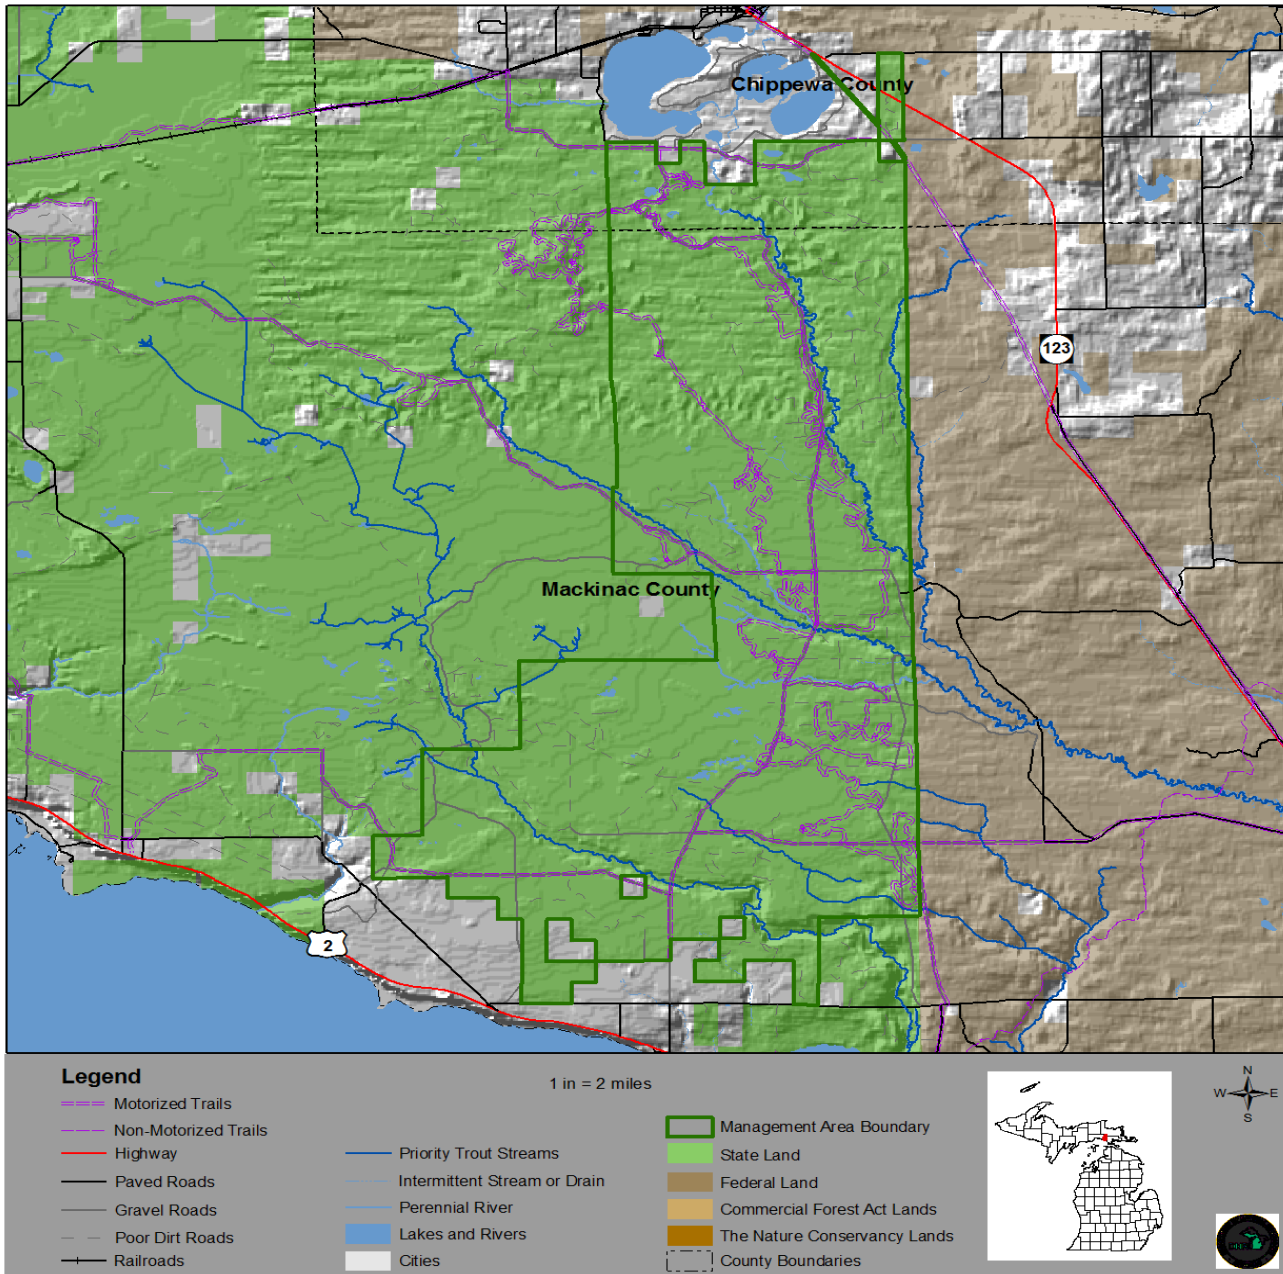 Chippewa County
123
Mackinac County
2
Legend
1 in = 2 miles
Motorized Trails
Non-Motorized Trails
Highway
Paved Roads
Gravel Roads
Poor Dirt Roads
Railroads
Priority Trout Streams
Intermittent Stream or Drain
Perennial River
Lakes and Rivers
Cities
Management Area Boundary
State Land
Federal Land
Commercial Forest Act Lands
The Nature Conservancy Lands
County Boundaries
N
W E
S